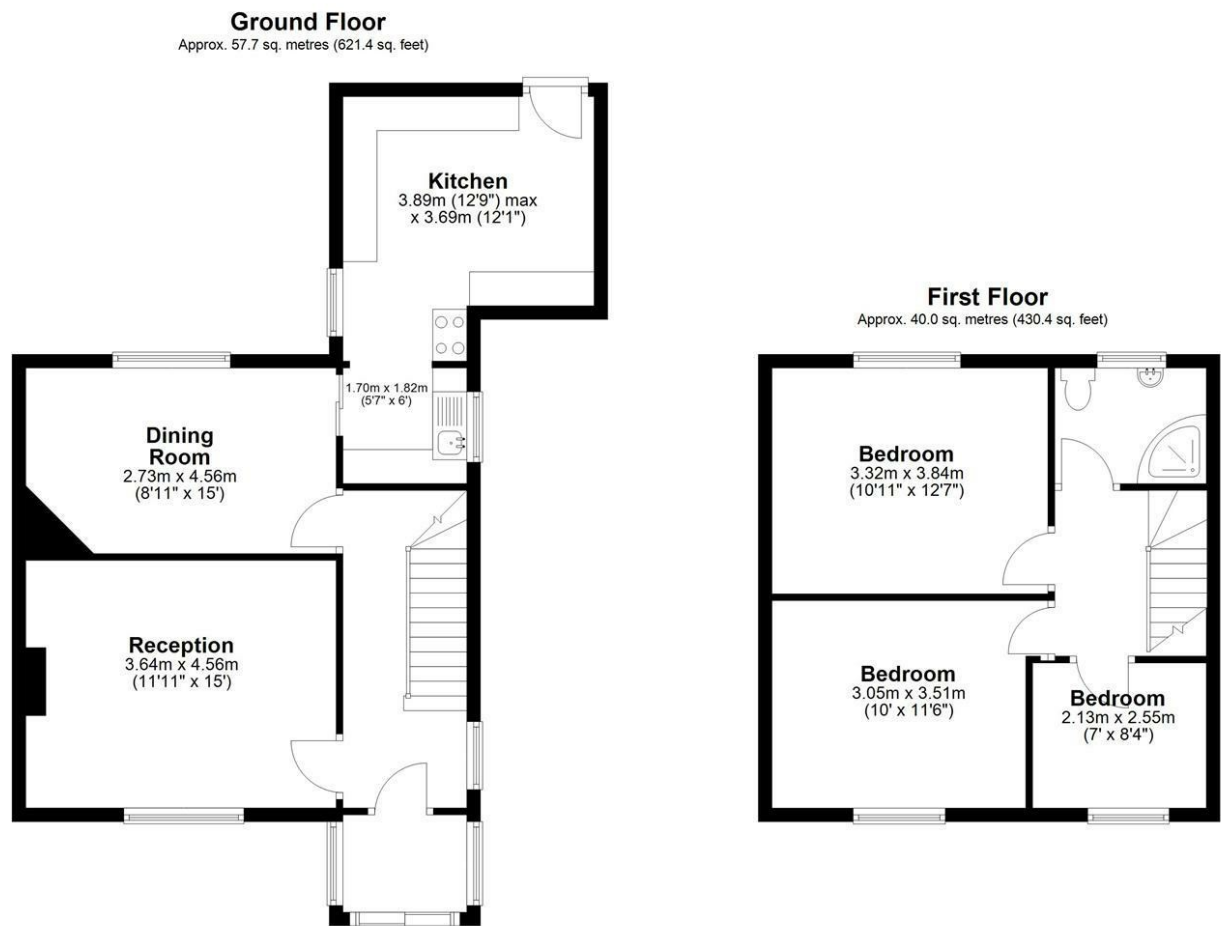 Ground Floor
Approx. 57.7 sq. metres (621.4 sq. feet)
Kitchen
3.89m (12'9") max
x 3.69m (12'1")
1.70m x 1.82m
(5'7" x 6')
Dining
Room
2.73m x 4.56m
(8'11" x 15')
Reception
3.64m x 4.56m
(11'11" x 15')
First Floor
Approx. 40.0 sq. metres (430.4 sq. feet)
Bedroom
3.32m x 3.84m
(10'11" x 12'7")
Bedroom
3.05m x 3.51m
(10' x 11'6")
Bedroom
2.13m x 2.55m
(7' x 8'4")